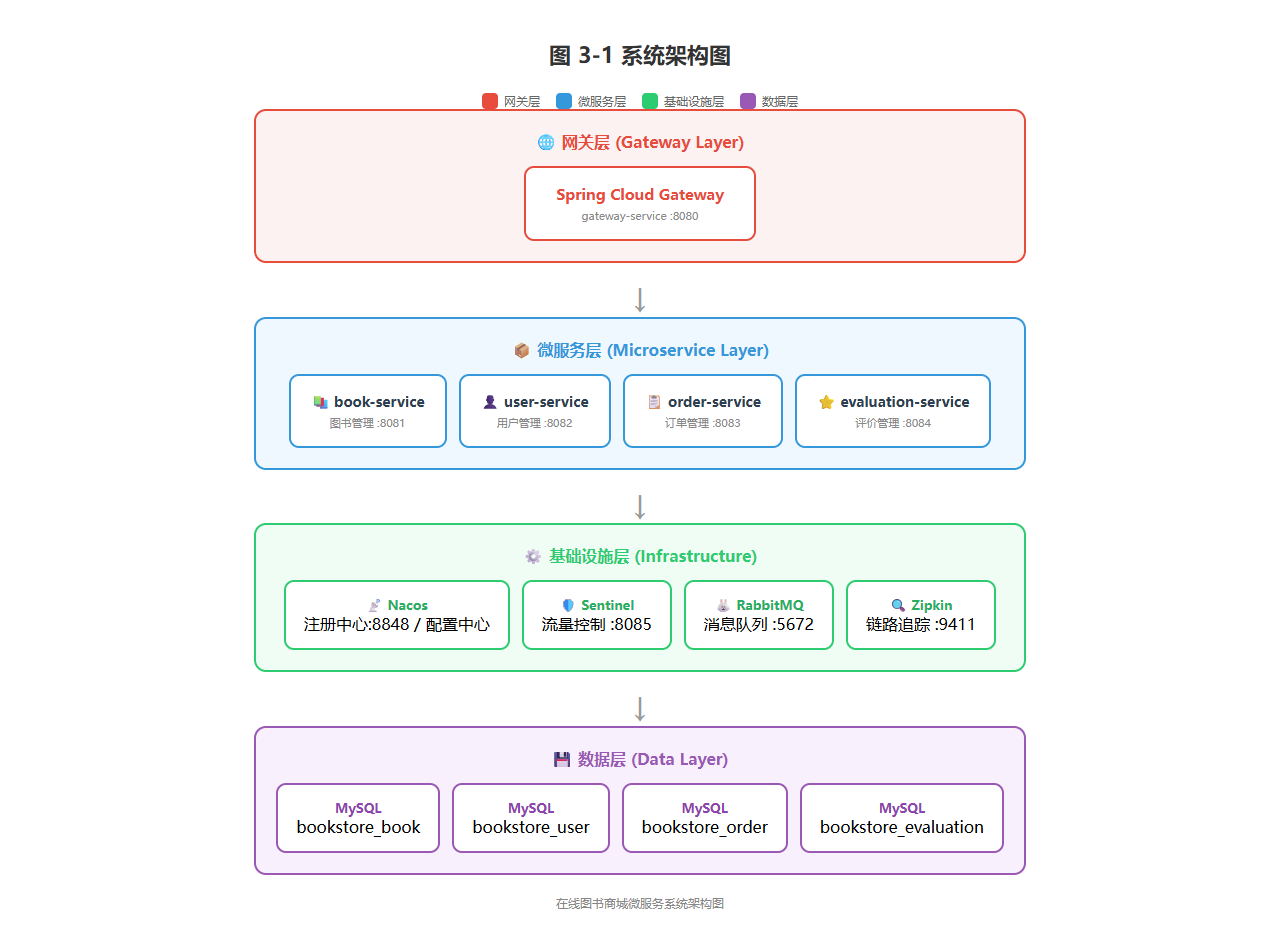 图 3-1 系统架构图
网关层 微服务层 基础设施层 数据层
网关层 (Gateway Layer)
Spring Cloud Gateway
gateway-service :8080
微服务层 (Microservice Layer)
book-service
图书管理 :8081
user-service
用户管理 :8082
order-service
订单管理 :8083
evaluation-service
评价管理 :8084
基础设施层 (Infrastructure)
Nacos
注册中心:8848 / 配置中心
Sentinel
流量控制 :8085
RabbitMQ
消息队列 :5672
Zipkin
链路追踪 :9411
数据层 (Data Layer)
MySQL
bookstore_book
MySQL
bookstore_user
MySQL
bookstore_order
MySQL
bookstore_evaluation
在线图书商城微服务系统架构图